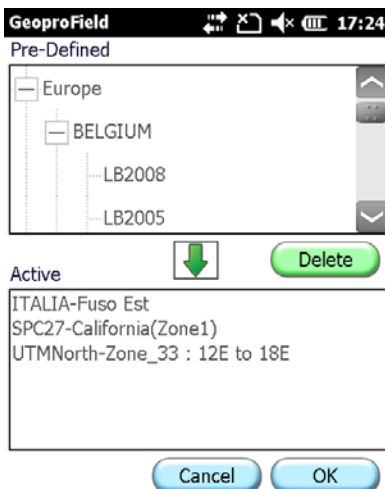 GeoproField 17:24
Pre-Defined
Europe
BELGIUM
LB2008
LB2005
Delete
Active
ITALIA-Fuso Est
SPC27-California(Zone1)
UTMNorth-Zone_33 : 12E to 18E
Cancel OK